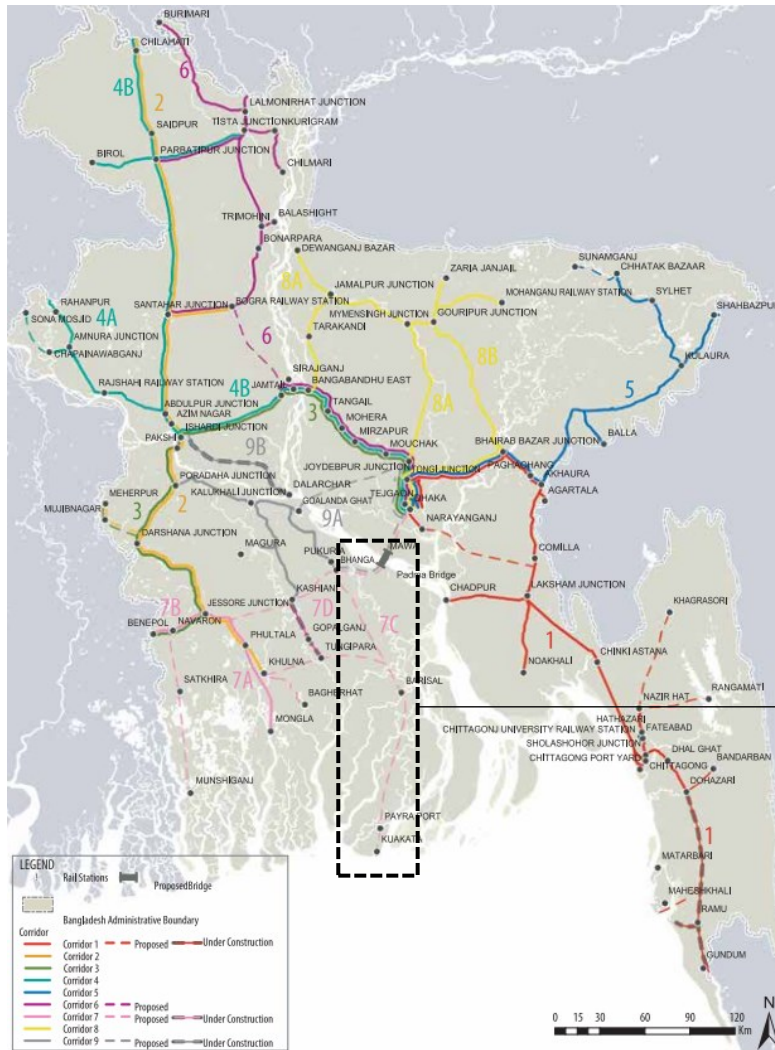 BURIMARI
CHILAHATI
4B
2
6
LALMONIRHAT JUNCTION
TISTA JUNCTION KURIGRAM
SAIDPUR
PARBATIPUR JUNCTION
BIROL
CHILMARI
TRIMOHINI
BALASHIGHT
BONARPARA
DEWANGANJ BAZAR
8A
ZARIA JANJAIL
SUNAMGANJ
CHHATAK BAZAAR
JAMALPUR JUNCTION
MOHANGANJ RAILWAY STATION
SYLHET
RAHANPUR
SONA MOSJID
4A
SANTAHAR JUNCTION
BOGRA RAILWAY STATION
MYMENSINGH JUNCTION
GOURIPUR JUNCTION
SHAHBAZPUR
AMNURA JUNCTION
TARAKANDI
CHAPAINAWABGANJ
6
8B
KULAURA
SIRAJGANJ
RAJSHAHI RAILWAY STATION
4B
JAMTAIL
BANGABANDHU EAST
5
ABDULPUR JUNCTION
3
TANGAIL
8A
AZIM NAGAR
MOHERA
ISHARDI JUNCTION
MIRZAPUR
PAKSHI
9B
MOUCHAK
BHAIRAB BAZAR JUNCTION
BALLA
JOYDEBPUR JUNCTION
TONGI JUNCTION
PAGHACHANG
PORADAHA JUNCTION
AKHAURA
MEHERPUR
2
KALUKHALI JUNCTION
DALARCHAR
TEJGAON
AGARTALA
3
GOALANDA GHAT
DHAKA
MUJIBNAGAR
9A
NARAYANGANJ
DARSHANA JUNCTION
MAWA
MAGURA
PUKURIA
BHANGA
COMILLA
Padma Bridge
KASHIANI
CHADPUR
LAKSHAM JUNCTION
JESSORE JUNCTION
7D
KHAGRASORI
7B
7C
BENEPOL
NAVARON
GOPALGANJ
1
PHULTALA
TUNGIPARA
CHINKI ASTANA
KHULNA
NOAKHALI
7A
SATKHIRA
BAGHERHAT
BARISAL
NAZIR HAT
RANGAMATI
MONGLA
HATHAZARI
CHITTAGONJ UNIVERSITY RAILWAY STATION
FATEABAD
SHOLASHOHOR JUNCTION
DHAL GHAT
CHITTAGONG PORT YARD
CHITTAGONG
BANDARBAN
DOHAZARI
MUNSHIGANJ
PAYRA PORT
1
KUAKATA
MATARBARI
MAHESHKHALI
RAMU
GUNDUM
LEGEND
Rail Stations
ProposedBridge
Bangladesh Administrative Boundary
Corridor
Corridor 1 Proposed Under Construction
Corridor 2
Corridor 3
Corridor 4
Corridor 5
Corridor 6 Proposed
Corridor 7 Proposed Under Construction
Corridor 8
Corridor 9 Proposed Under Construction
0 15 30 60 90 120
Km
N